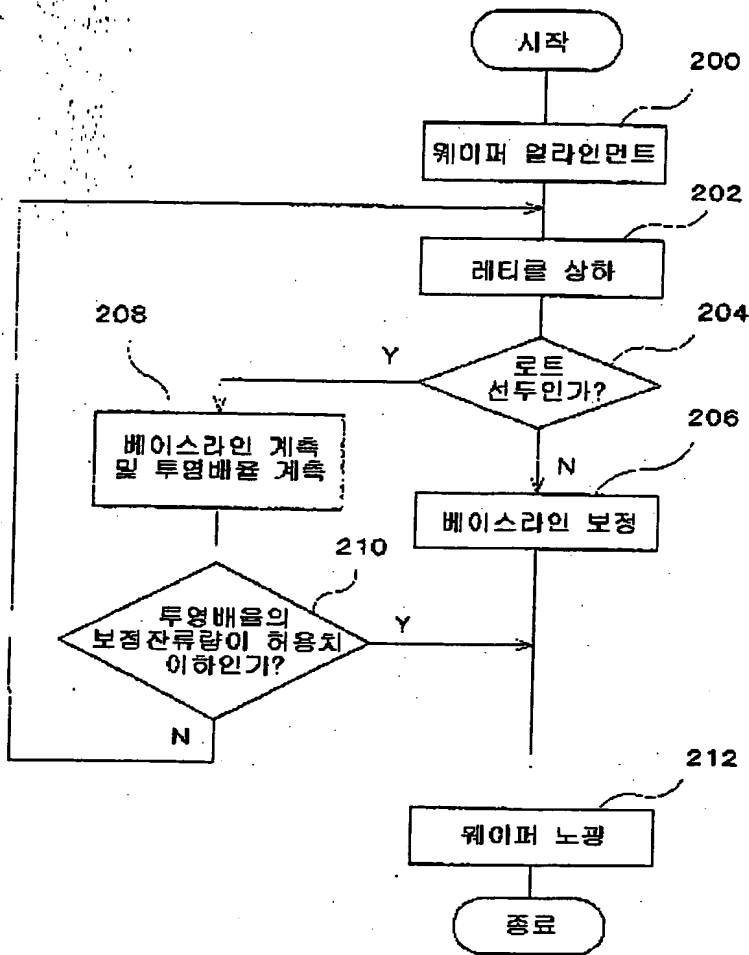 시작
200
웨이퍼 얼라인먼트
202
레티클 상하
204
로트
선두인가?
Y
208
베이스라인 계측
및 투영배율 계측
206
N
베이스라인 보정
210
투영배율의
보정잔류량이 허용치
이하인가?
Y
N
212
웨이퍼 노광
종료